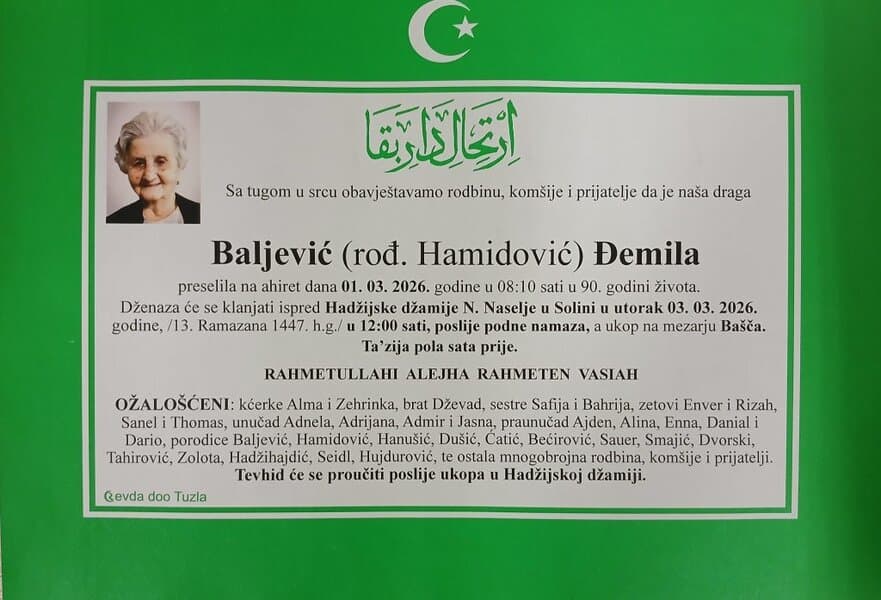 اِرْتِحَالِ دَارِ بَقَا
Sa tugom u srcu obavještavamo rodbinu, komšije i prijatelje da je naša draga
Baljević (rođ. Hamidović) Đemila
preselila na ahiret dana 01. 03. 2026. godine u 08:10 sati u 90. godini života.
Dženaza će se klanjati ispred Hadžijske džamije N. Naselje u Solini u utorak 03. 03. 2026.
godine, /13. Ramazana 1447. h.g./ u 12:00 sati, poslije podne namaza, a ukop na mezarju Bašča.
Ta'zija pola sata prije.
RAHMETULLAHI ALEJHA RAHMETEN VASIAH
OŽALOŠĆENI: kćerke Alma i Zehrinka, brat Dževad, sestre Safija i Bahrija, zetovi Enver i Rizah,
Sanel i Thomas, unučad Adnela, Adrijana, Admir i Jasna, praunučad Ajden, Alina, Enna, Danial i
Dario, porodice Baljević, Hamidović, Hanušić, Dušić, Ćatić, Bećirović, Sauer, Smajić, Dvorski,
Tahirović, Zolota, Hadžihajdić, Seidl, Hujdurović, te ostala mnogobrojna rodbina, komšije i prijatelji.
Tevhid će se proučiti poslije ukopa u Hadžijskoj džamiji.
evda doo Tuzla